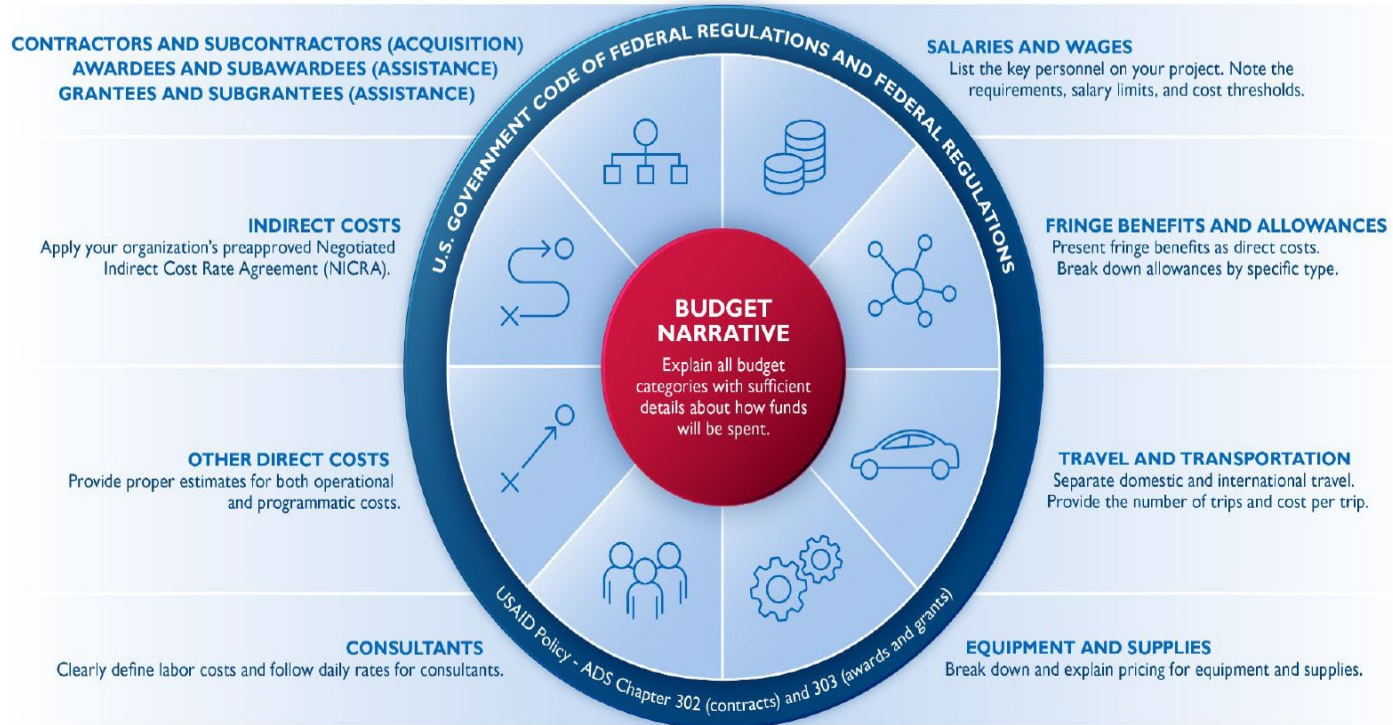 CONTRACTORS AND SUBCONTRACTORS (ACQUISITION)
AWARDEES AND SUBAWARDEES (ASSISTANCE)
GRANTEES AND SUBGRANTEES (ASSISTANCE)
INDIRECT COSTS
Apply your organization's preapproved Negotiated
Indirect Cost Rate Agreement (NICRA).
OTHER DIRECT COSTS
Provide proper estimates for both operational
and programmatic costs.
CONSULTANTS
Clearly define labor costs and follow daily rates for consultants.
U.S. GOVERNMENT CODE OF FEDERAL REGULATIONS AND FEDERAL REGULATIONS
BUDGET
NARRATIVE
Explain all budget
categories with sufficient
details about how funds
will be spent.
USAID Policy - ADS Chapter 302 (contracts) and 303 (awards and grants)
SALARIES AND WAGES
List the key personnel on your project. Note the
requirements, salary limits, and cost thresholds.
FRINGE BENEFITS AND ALLOWANCES
Present fringe benefits as direct costs.
Break down allowances by specific type.
TRAVEL AND TRANSPORTATION
Separate domestic and international travel.
Provide the number of trips and cost per trip.
EQUIPMENT AND SUPPLIES
Break down and explain pricing for equipment and supplies.